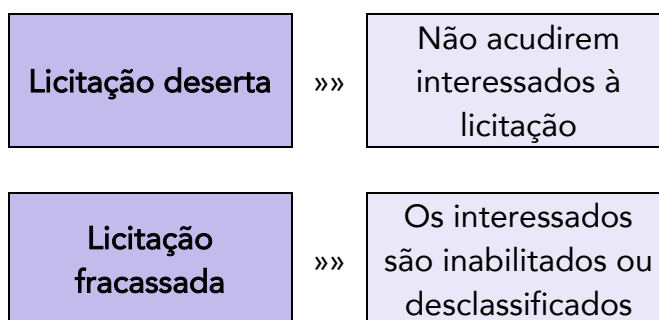 Licitação deserta
»»
Não acudirem
interessados à
licitação
Licitação
fracassada
»»
Os interessados
são inabilitados ou
desclassificados